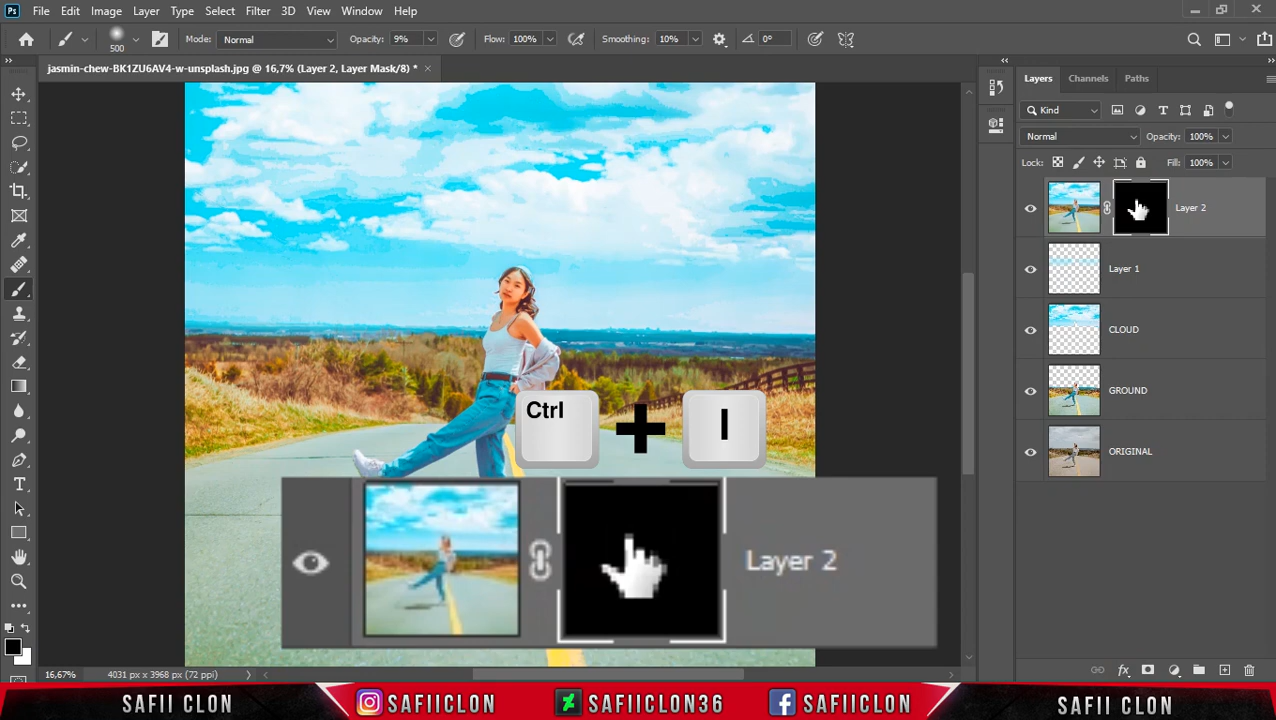 Ps File Edit Image Layer Type Select Filter 3D View Window Help
500 Mode: Normal Opacity: 9% Flow: 100% Smoothing: 10% 0°
jasmin-chew-BK1ZU6AV4-w-unsplash.jpg @ 16,7% (Layer 2, Layer Mask/8) * ×
Layers Channels Paths
Kind
Normal Opacity: 100%
Lock: Fill: 100%
Layer 2
Layer 1
CLOUD
GROUND
ORIGINAL
Ctrl + I
Layer 2
16,67% 4031 px x 3968 px (72 ppi)
SAFII CLON SAFIICLON SAFIICLON36 SAFIICLON SAFII CLON